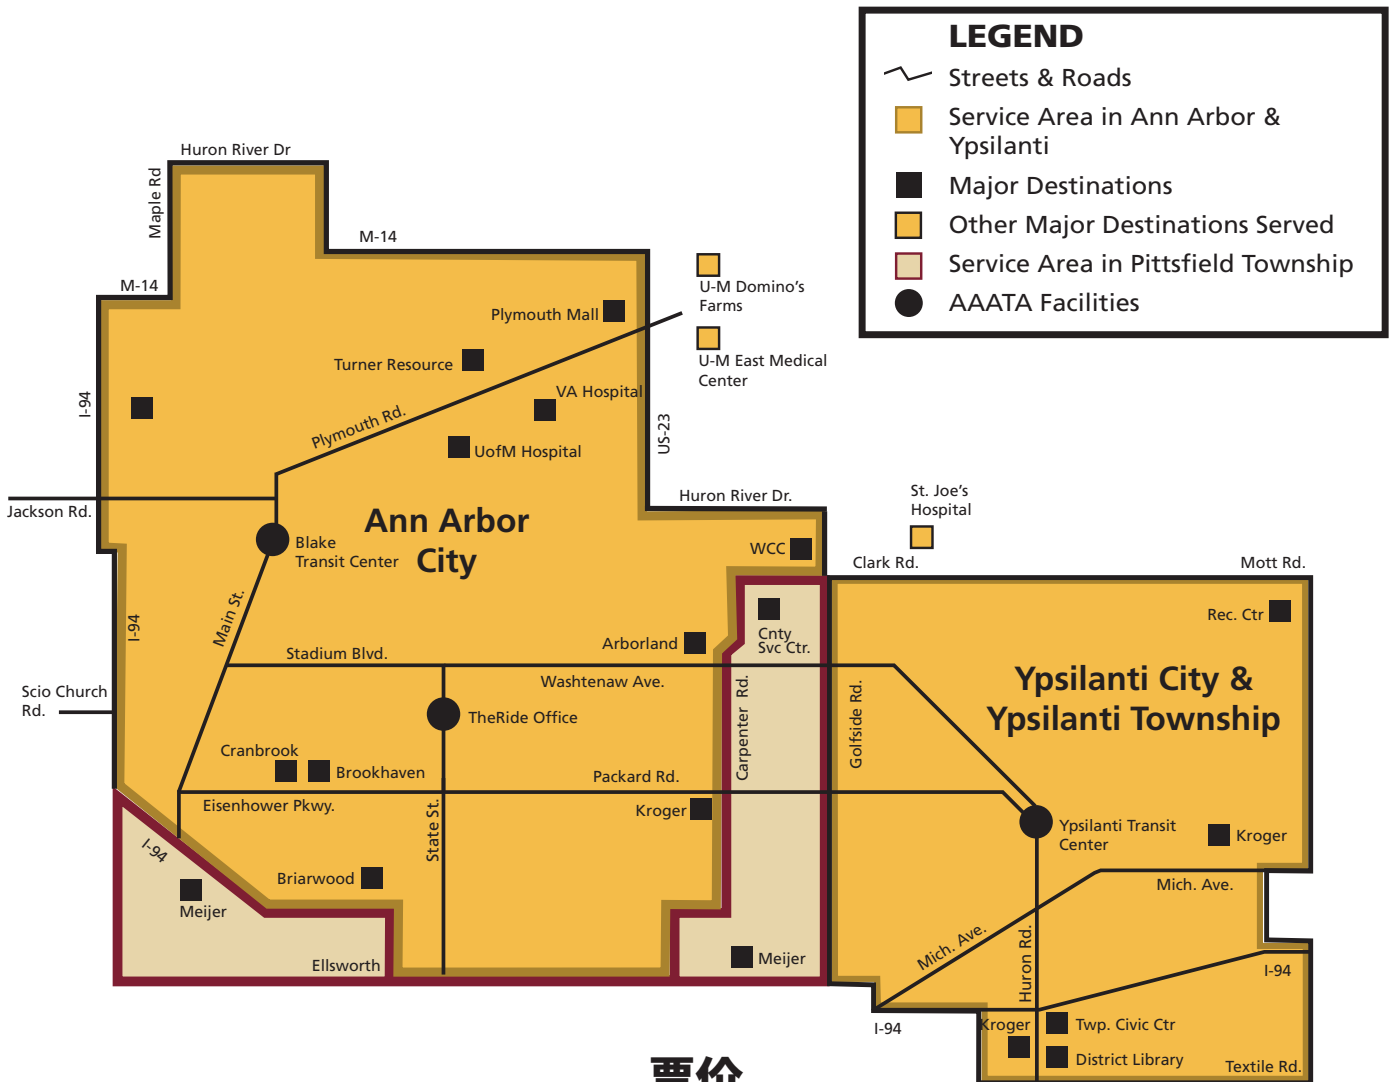 LEGEND
Streets & Roads
Service Area in Ann Arbor &
Ypsilanti
Major Destinations
Other Major Destinations Served
Service Area in Pittsfield Township
AAATA Facilities
Huron River Dr
Maple Rd
M-14
M-14
U-M Domino’s
Farms
Plymouth Mall
U-M East Medical
Center
Turner Resource
VA Hospital
I-94
Plymouth Rd.
US-23
UofM Hospital
Jackson Rd.
Huron River Dr.
St. Joe’s
Hospital
Ann Arbor
City
Blake
Transit Center
WCC
Clark Rd.
Mott Rd.
I-94
Main St.
Rec. Ctr
Cnty
Svc Ctr.
Arborland
Stadium Blvd.
Washtenaw Ave.
Ypsilanti City &
Ypsilanti Township
Scio Church
Rd.
TheRide Office
Carpenter Rd.
Golfside Rd.
Cranbrook
Brookhaven
Packard Rd.
Eisenhower Pkwy.
Kroger
State St.
Ypsilanti Transit
Center
Kroger
I-94
Briarwood
Mich. Ave.
Meijer
Mich. Ave.
Huron Rd.
Ellsworth
Meijer
I-94
I-94
Kroger
Twp. Civic Ctr
District Library
Textile Rd.
票价